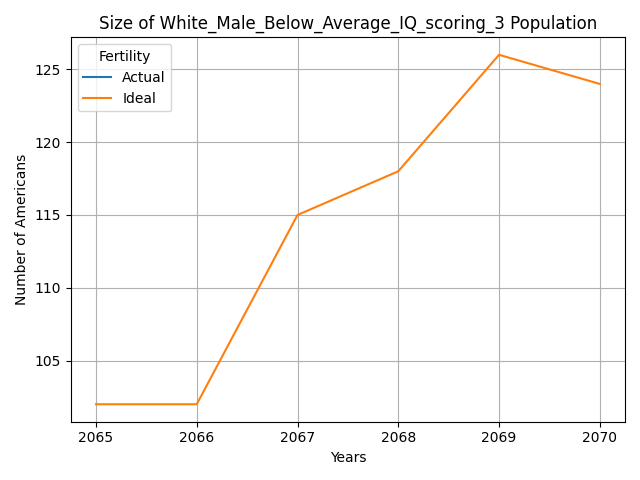 Size of White_Male_Below_Average_IQ_scoring_3 Population
Fertility
Actual
Ideal
Number of Americans
125
120
115
110
105
2065 2066 2067 2068 2069 2070
Years